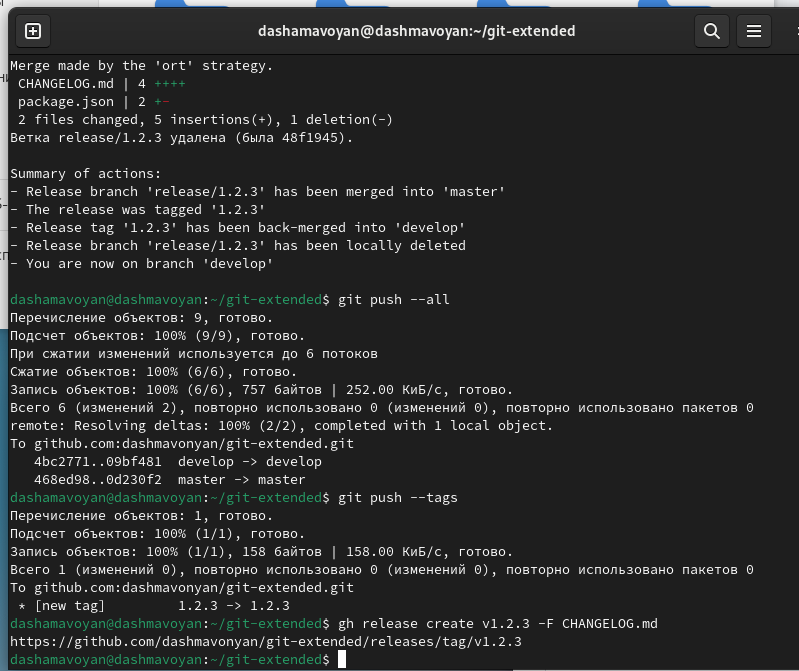 dashamavoyan@dashmavoyan:~/git-extended
Merge made by the 'ort' strategy.
CHANGELOG.md | 4 ++++
package.json | 2 +-
2 files changed, 5 insertions(+), 1 deletion(-)
Ветка release/1.2.3 удалена (была 48f1945).
Summary of actions:
- Release branch 'release/1.2.3' has been merged into 'master'
- The release was tagged '1.2.3'
- Release tag '1.2.3' has been back-merged into 'develop'
- Release branch 'release/1.2.3' has been locally deleted
- You are now on branch 'develop'
dashamavoyan@dashmavoyan:~/git-extended$ git push --all
Перечисление объектов: 9, готово.
Подсчет объектов: 100% (9/9), готово.
При сжатии изменений используется до 6 потоков
Сжатие объектов: 100% (6/6), готово.
Запись объектов: 100% (6/6), 757 байтов | 252.00 КиБ/с, готово.
Всего 6 (изменений 2), повторно использовано 0 (изменений 0), повторно использовано пакетов 0
remote: Resolving deltas: 100% (2/2), completed with 1 local object.
To github.com:dashmavonyan/git-extended.git
4bc2771..09bf481  develop -> develop
468ed98..0d230f2  master -> master
dashamavoyan@dashmavoyan:~/git-extended$ git push --tags
Перечисление объектов: 1, готово.
Подсчет объектов: 100% (1/1), готово.
Запись объектов: 100% (1/1), 158 байтов | 158.00 КиБ/с, готово.
Всего 1 (изменений 0), повторно использовано 0 (изменений 0), повторно использовано пакетов 0
To github.com:dashmavonyan/git-extended.git
* [new tag]         1.2.3 -> 1.2.3
dashamavoyan@dashmavoyan:~/git-extended$ gh release create v1.2.3 -F CHANGELOG.md
https://github.com/dashmavonyan/git-extended/releases/tag/v1.2.3
dashamavoyan@dashmavoyan:~/git-extended$